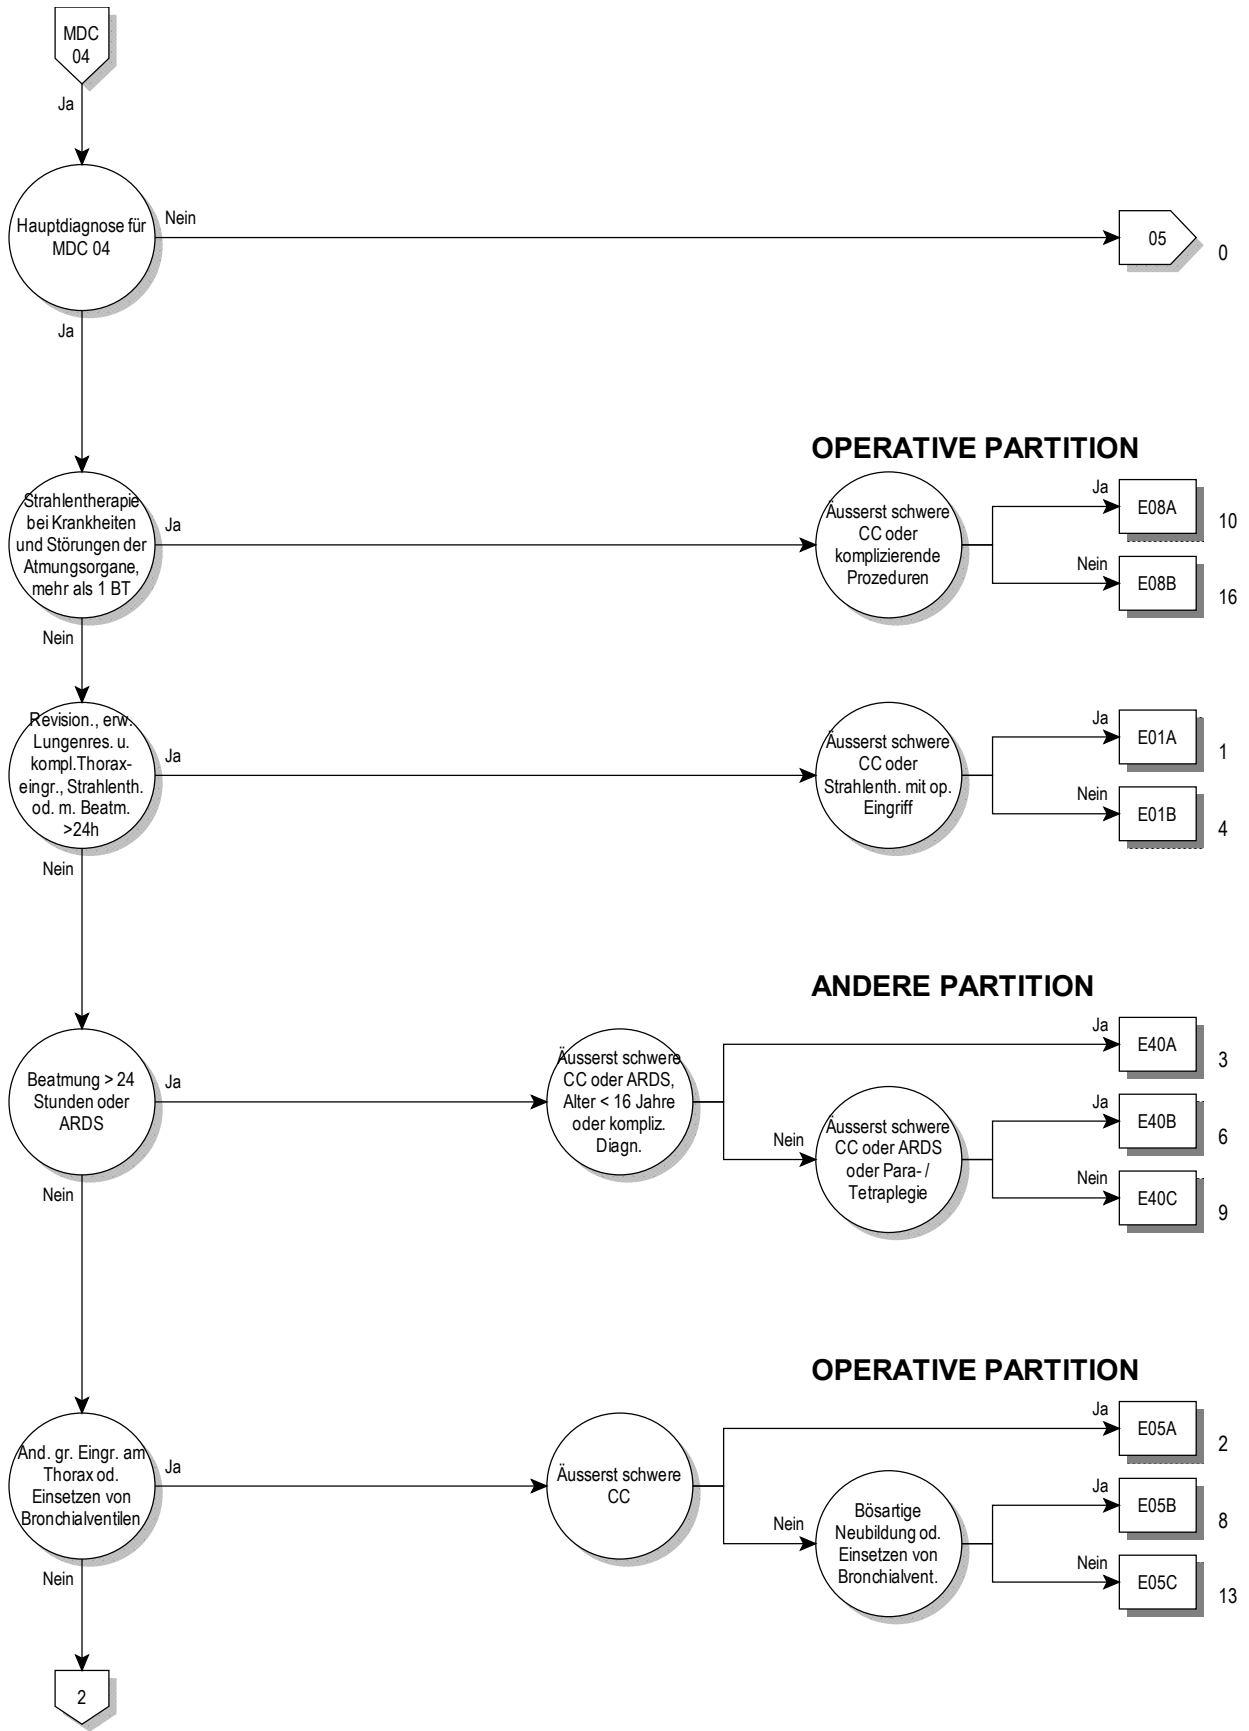 MDC
04
Ja
Hauptdiagnose für
MDC 04
Nein
05
0
Ja
OPERATIVE PARTITION
Strahlentherapie
bei Krankheiten
und Störungen der
Atmungsorgane,
mehr als 1 BT
Ja
Äusserst schwere
CC oder
komplizierende
Prozeduren
Ja
E08A
10
Nein
E08B
16
Nein
Revision., erw.
Lungenres. u.
kompl.Thorax-
eingr., Strahlenth.
od. m. Beatm.
>24h
Ja
Äusserst schwere
CC oder
Strahlenth. mit op.
Eingriff
Ja
E01A
1
Nein
E01B
4
Nein
ANDERE PARTITION
Beatmung > 24
Stunden oder
ARDS
Ja
Äusserst schwere
CC oder ARDS,
Alter < 16 Jahre
oder kompliz.
Diagn.
Ja
E40A
3
Nein
Äusserst schwere
CC oder ARDS
oder Para- /
Tetraplegie
Ja
E40B
6
Nein
E40C
9
Nein
OPERATIVE PARTITION
And. gr. Eingr. am
Thorax od.
Einsetzen von
Bronchialventilen
Ja
Äusserst schwere
CC
Ja
E05A
2
Nein
Bösartige
Neubildung od.
Einsetzen von
Bronchialvent.
Ja
E05B
8
Nein
E05C
13
Nein
2